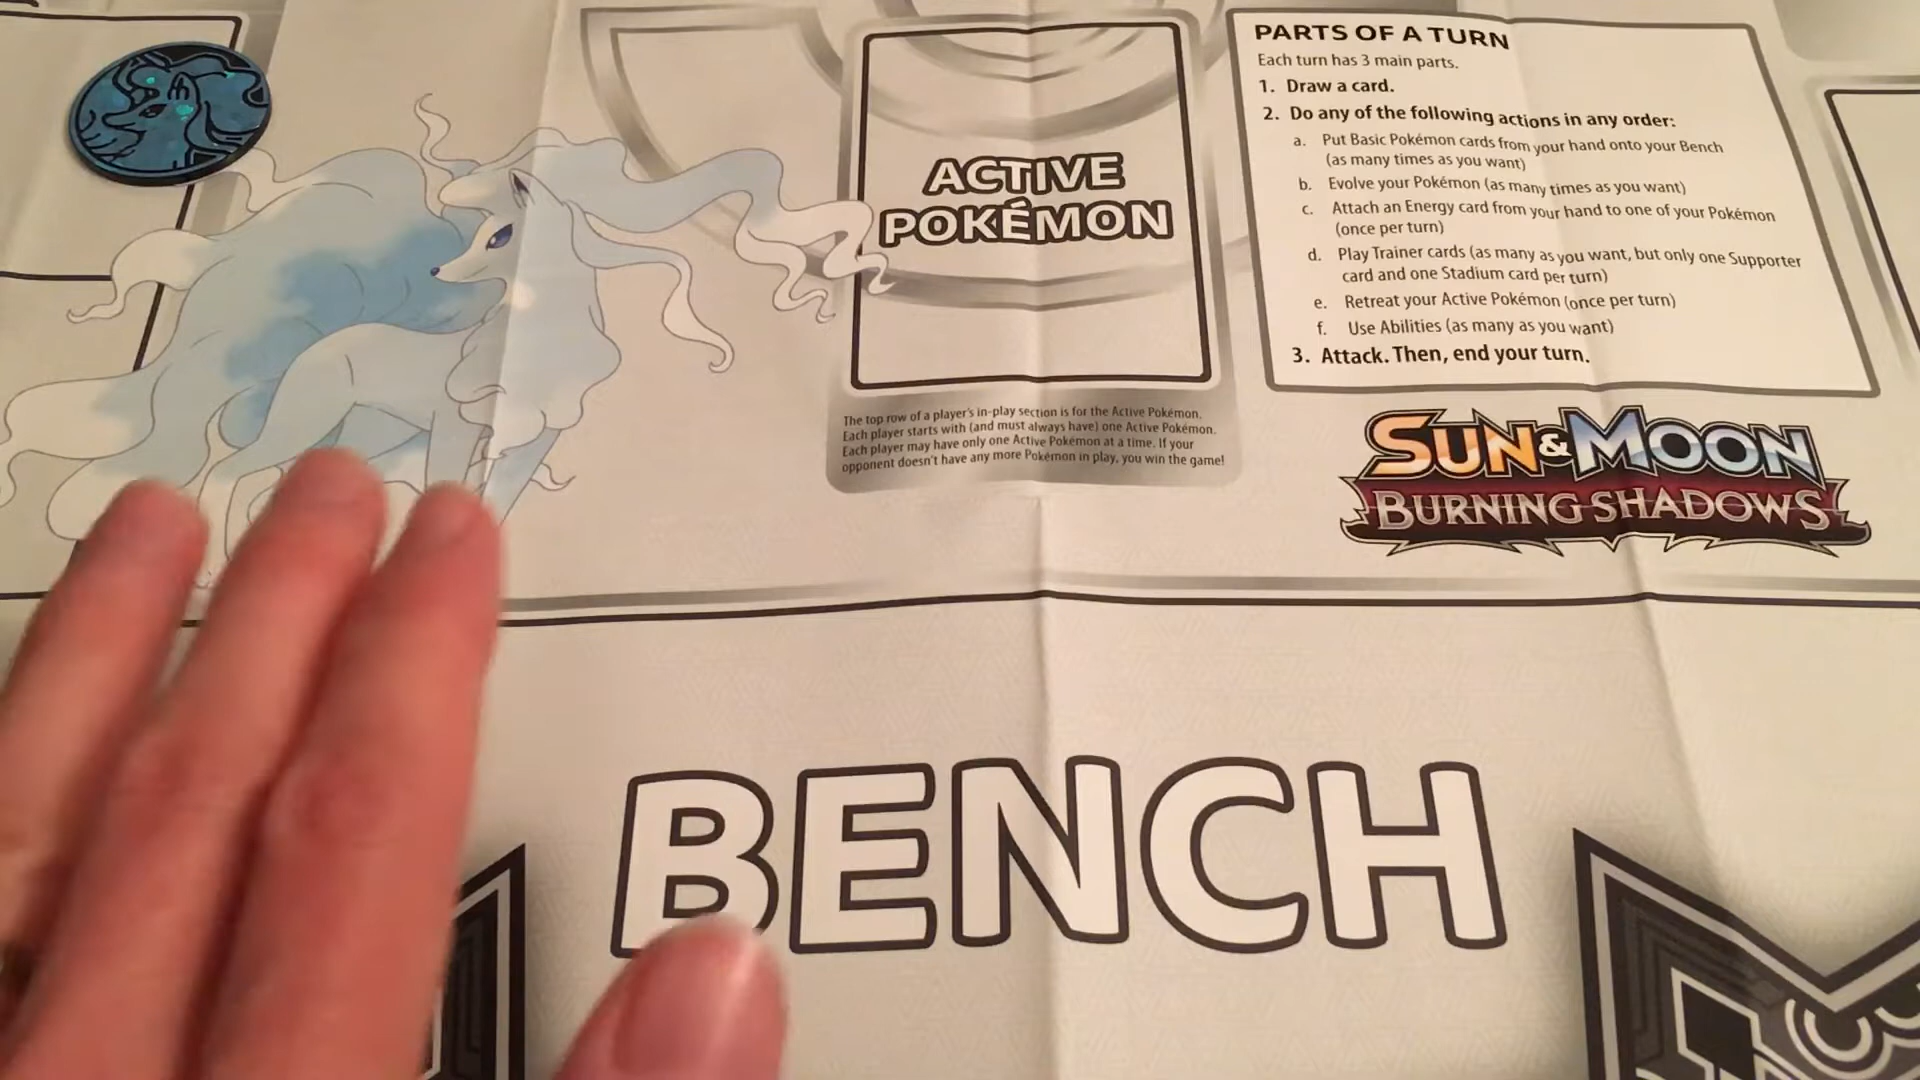 ACTIVE
POKÉMON
The top row of a player's in-play section is for the Active Pokémon.
Each player starts with (and must always have) one Active Pokémon.
Each player may have only one Active Pokémon at a time. If your
opponent doesn't have any more Pokémon in play, you win the game!
PARTS OF A TURN
Each turn has 3 main parts.
1. Draw a card.
2. Do any of the following actions in any order:
a. Put Basic Pokémon cards from your hand onto your Bench
(as many times as you want)
b. Evolve your Pokémon (as many times as you want)
c. Attach an Energy card from your hand to one of your Pokémon
(once per turn)
d. Play Trainer cards (as many as you want, but only one Supporter
card and one Stadium card per turn)
e. Retreat your Active Pokémon (once per turn)
f. Use Abilities (as many as you want)
3. Attack. Then, end your turn.
SUN & MOON
BURNING SHADOWS
BENCH